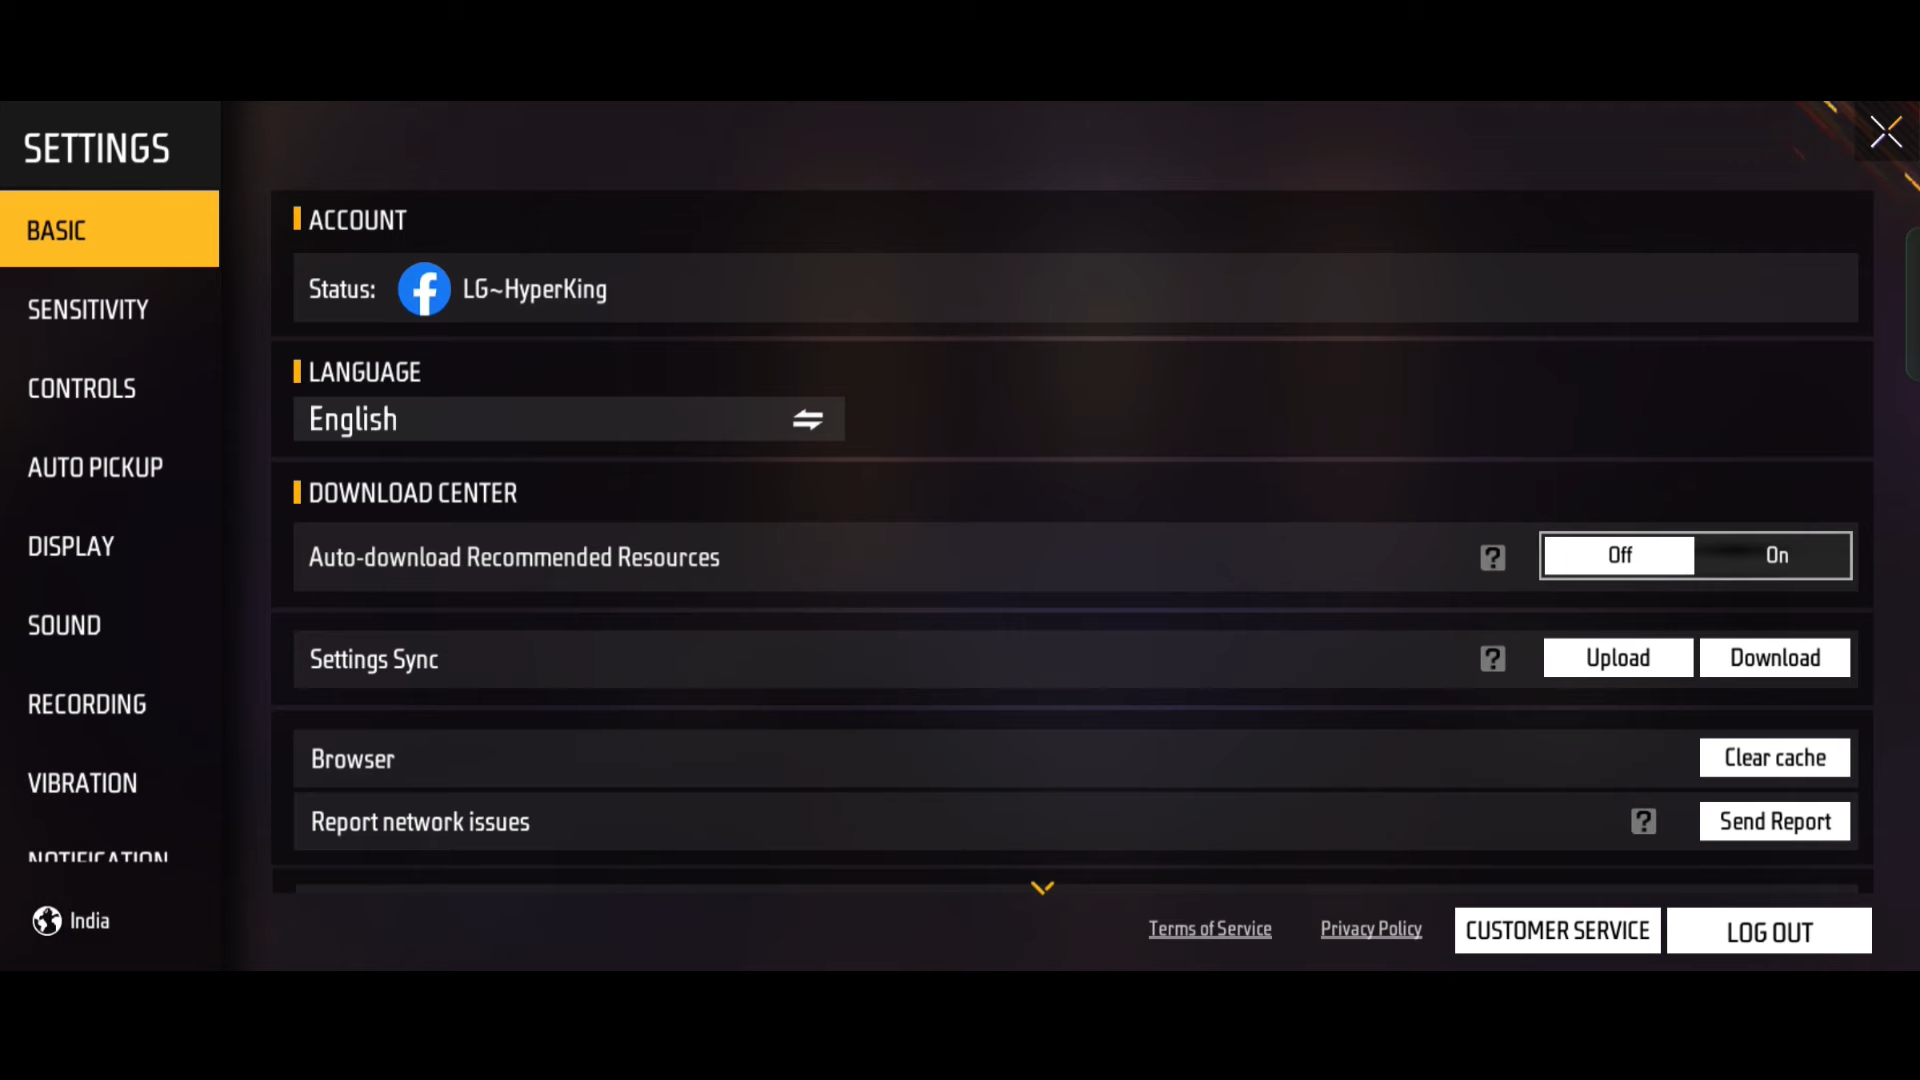 SETTINGS
BASIC
SENSITIVITY
CONTROLS
AUTO PICKUP
DISPLAY
SOUND
RECORDING
VIBRATION
NOTIFICATION
India
ACCOUNT
Status: LG~HyperKing
LANGUAGE
English
DOWNLOAD CENTER
Auto-download Recommended Resources ? Off On
Settings Sync ? Upload Download
Browser Clear cache
Report network issues ? Send Report
Terms of Service Privacy Policy CUSTOMER SERVICE LOG OUT